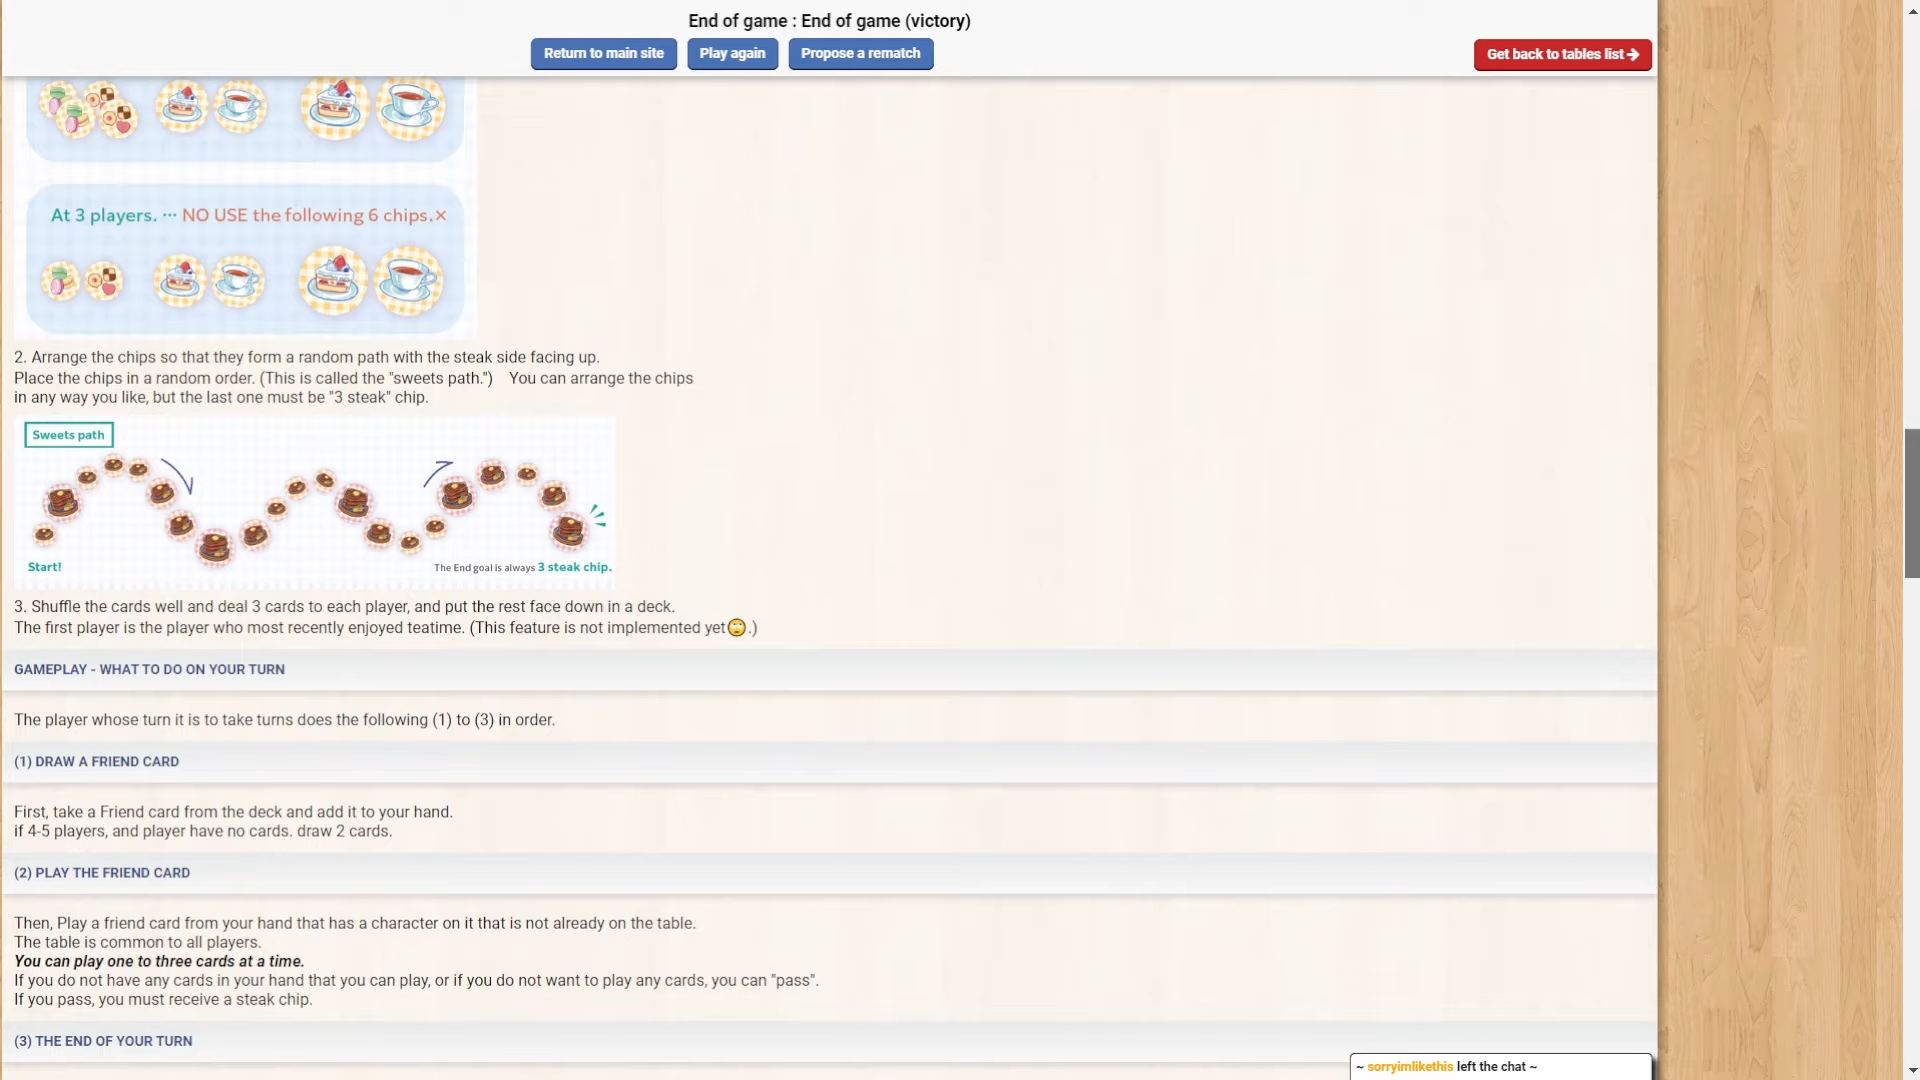 End of game : End of game (victory)
Return to main site
Play again
Propose a rematch
Get back to tables list
At 3 players. ··· NO USE the following 6 chips.×
2. Arrange the chips so that they form a random path with the steak side facing up.
Place the chips in a random order. (This is called the "sweets path.") You can arrange the chips
in any way you like, but the last one must be "3 steak" chip.
Sweets path
Start!
The End goal is always 3 steak chip.
3. Shuffle the cards well and deal 3 cards to each player, and put the rest face down in a deck.
The first player is the player who most recently enjoyed teatime. (This feature is not implemented yet🙄.)
GAMEPLAY - WHAT TO DO ON YOUR TURN
The player whose turn it is to take turns does the following (1) to (3) in order.
(1) DRAW A FRIEND CARD
First, take a Friend card from the deck and add it to your hand.
if 4-5 players, and player have no cards. draw 2 cards.
(2) PLAY THE FRIEND CARD
Then, Play a friend card from your hand that has a character on it that is not already on the table.
The table is common to all players.
You can play one to three cards at a time.
If you do not have any cards in your hand that you can play, or if you do not want to play any cards, you can "pass".
If you pass, you must receive a steak chip.
(3) THE END OF YOUR TURN
~ sorryimlikethis left the chat ~